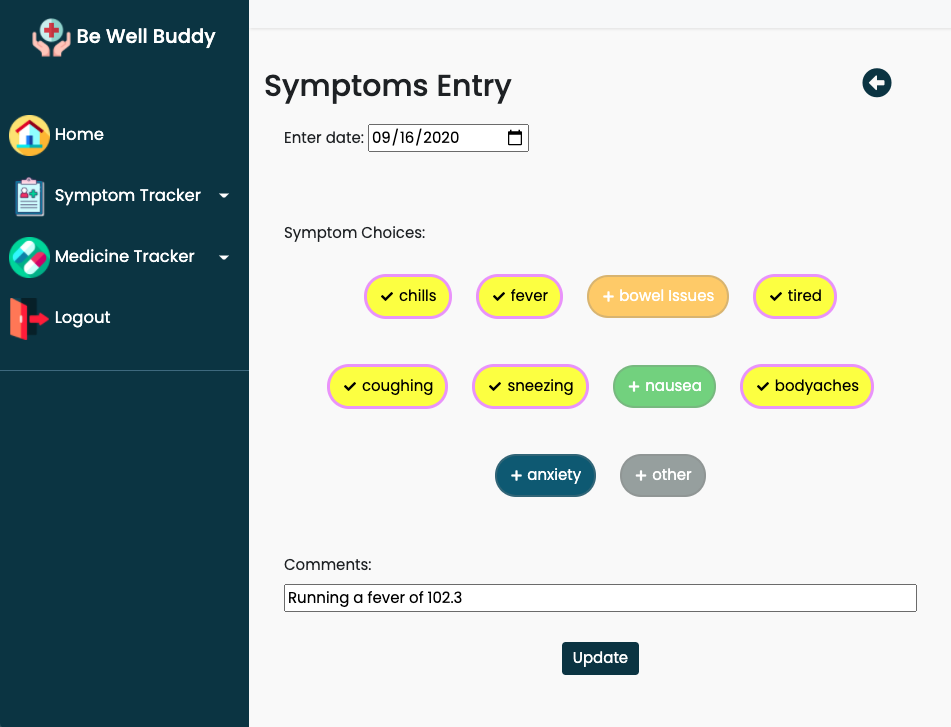 Be Well Buddy
Home
Symptom Tracker
Medicine Tracker
Logout
Symptoms Entry
Enter date: 09/16/2020
Symptom Choices:
chills fever bowel Issues tired
coughing sneezing nausea bodyaches
anxiety other
Comments:
Running a fever of 102.3
Update